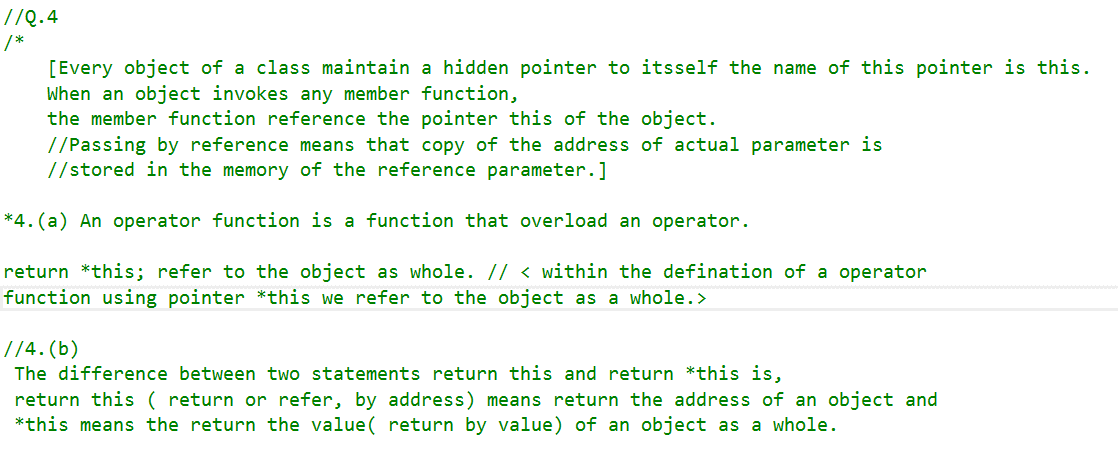 //Q.4
/*
[Every object of a class maintain a hidden pointer to itsself the name of this pointer is this.
When an object invokes any member function,
the member function reference the pointer this of the object.
//Passing by reference means that copy of the address of actual parameter is
//stored in the memory of the reference parameter.]
*4.(a) An operator function is a function that overload an operator.
return *this; refer to the object as whole. // < within the defination of a operator
function using pointer *this we refer to the object as a whole.>
//4.(b)
The difference between two statements return this and return *this is,
return this ( return or refer, by address) means return the address of an object and
*this means the return the value( return by value) of an object as a whole.